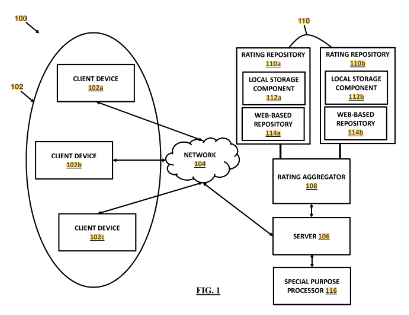 100
110
RATING REPOSITORY
110a
LOCAL STORAGE
COMPONENT
112a
WEB-BASED
REPOSITORY
114a
RATING REPOSITORY
110b
LOCAL STORAGE
COMPONENT
112b
WEB-BASED
REPOSITORY
114b
102
CLIENT DEVICE
102a
CLIENT DEVICE
102b
CLIENT DEVICE
102c
NETWORK
104
RATING AGGREGATOR
108
SERVER 106
SPECIAL PURPOSE
PROCESSOR 116
FIG. 1